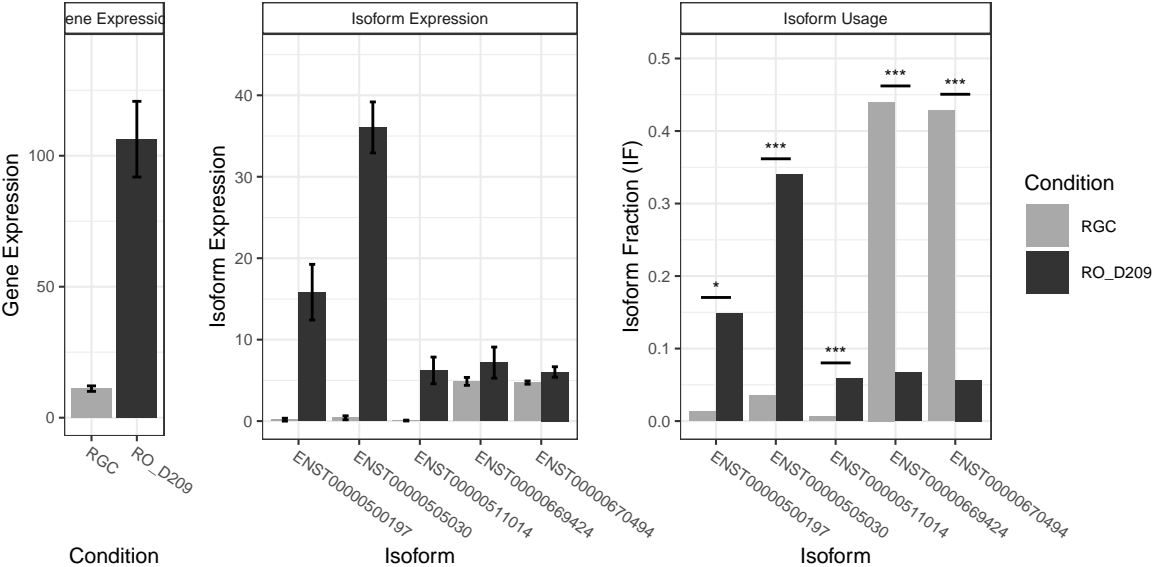 ene Expressio
Gene Expression
100
50
0
RGC
RO_D209
Condition
Isoform Expression
Isoform Expression
40
30
20
10
0
ENST00000500197
ENST00000505030
ENST00000511014
ENST00000669424
ENST00000670494
Isoform
Isoform Usage
Isoform Fraction (IF)
0.5
0.4
0.3
0.2
0.1
0.0
*
***
***
***
***
ENST00000500197
ENST00000505030
ENST00000511014
ENST00000669424
ENST00000670494
Isoform
Condition
RGC
RO_D209